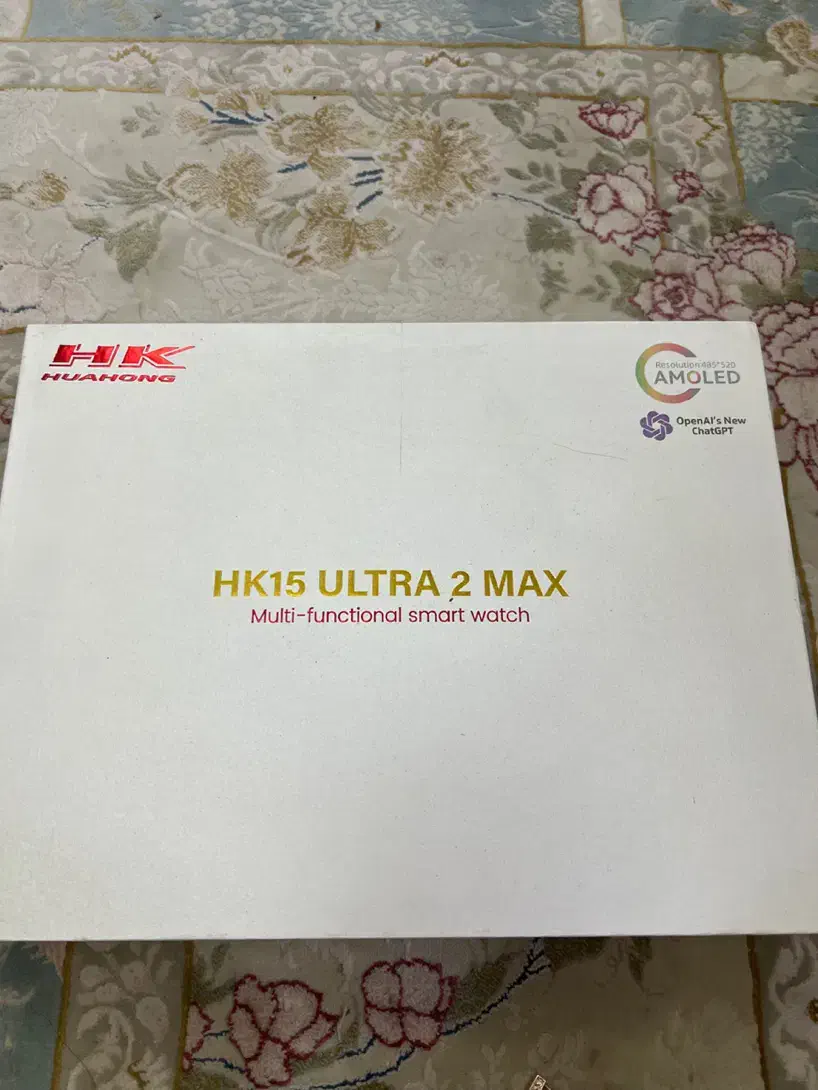 HK
HUAHONG
Resolution:485*520
AMOLED
OpenAI's New
ChatGPT
HK15 ULTRA 2 MAX
Multi-functional smart watch